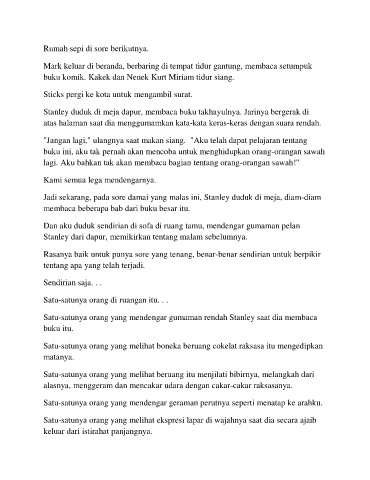 Rumah sepi di sore berikutnya.
Mark keluar di beranda, berbaring di tempat tidur gantung, membaca setumpuk
buku komik. Kakek dan Nenek Kurt Miriam tidur siang.
Sticks pergi ke kota untuk mengambil surat.
Stanley duduk di meja dapur, membaca buku takhayulnya. Jarinya bergerak di
atas halaman saat dia menggumamkan kata-kata keras-keras dengan suara rendah.
"Jangan lagi," ulangnya saat makan siang.  "Aku telah dapat pelajaran tentang
buku ini, aku tak pernah akan mencoba untuk menghidupkan orang-orangan sawah
lagi. Aku bahkan tak akan membaca bagian tentang orang-orangan sawah!"
Kami semua lega mendengarnya.
Jadi sekarang, pada sore damai yang malas ini, Stanley duduk di meja, diam-diam
membaca beberapa bab dari buku besar itu.
Dan aku duduk sendirian di sofa di ruang tamu, mendengar gumaman pelan
Stanley dari dapur, memikirkan tentang malam sebelumnya.
Rasanya baik untuk punya sore yang tenang, benar-benar sendirian untuk berpikir
tentang apa yang telah terjadi.
Sendirian saja. . .
Satu-satunya orang di ruangan itu. . .
Satu-satunya orang yang mendengar gumaman rendah Stanley saat dia membaca
buku itu.
Satu-satunya orang yang melihat boneka beruang cokelat raksasa itu mengedipkan
matanya.
Satu-satunya orang yang melihat beruang itu menjilati bibirnya, melangkah dari
alasnya, menggeram dan mencakar udara dengan cakar-cakar raksasanya.
Satu-satunya orang yang mendengar geraman perutnya seperti menatap ke arahku.
Satu-satunya orang yang melihat ekspresi lapar di wajahnya saat dia secara ajaib
keluar dari istirahat panjangnya.